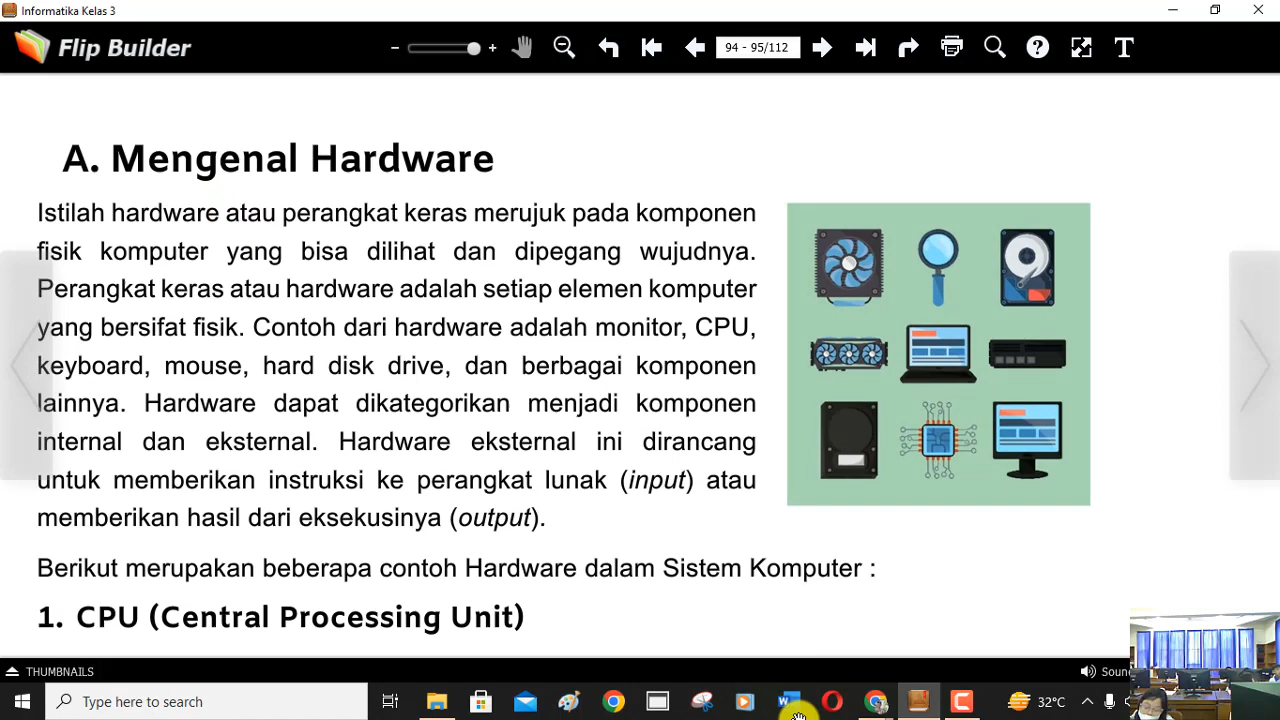 Informatika Kelas 3
Flip Builder
94 - 95/112
A. Mengenal Hardware
Istilah hardware atau perangkat keras merujuk pada komponen
fisik komputer yang bisa dilihat dan dipegang wujudnya.
Perangkat keras atau hardware adalah setiap elemen komputer
yang bersifat fisik. Contoh dari hardware adalah monitor, CPU,
keyboard, mouse, hard disk drive, dan berbagai komponen
lainnya. Hardware dapat dikategorikan menjadi komponen
internal dan eksternal. Hardware eksternal ini dirancang
untuk memberikan instruksi ke perangkat lunak (input) atau
memberikan hasil dari eksekusinya (output).
Berikut merupakan beberapa contoh Hardware dalam Sistem Komputer :
1. CPU (Central Processing Unit)
THUMBNAILS
Type here to search
32°C